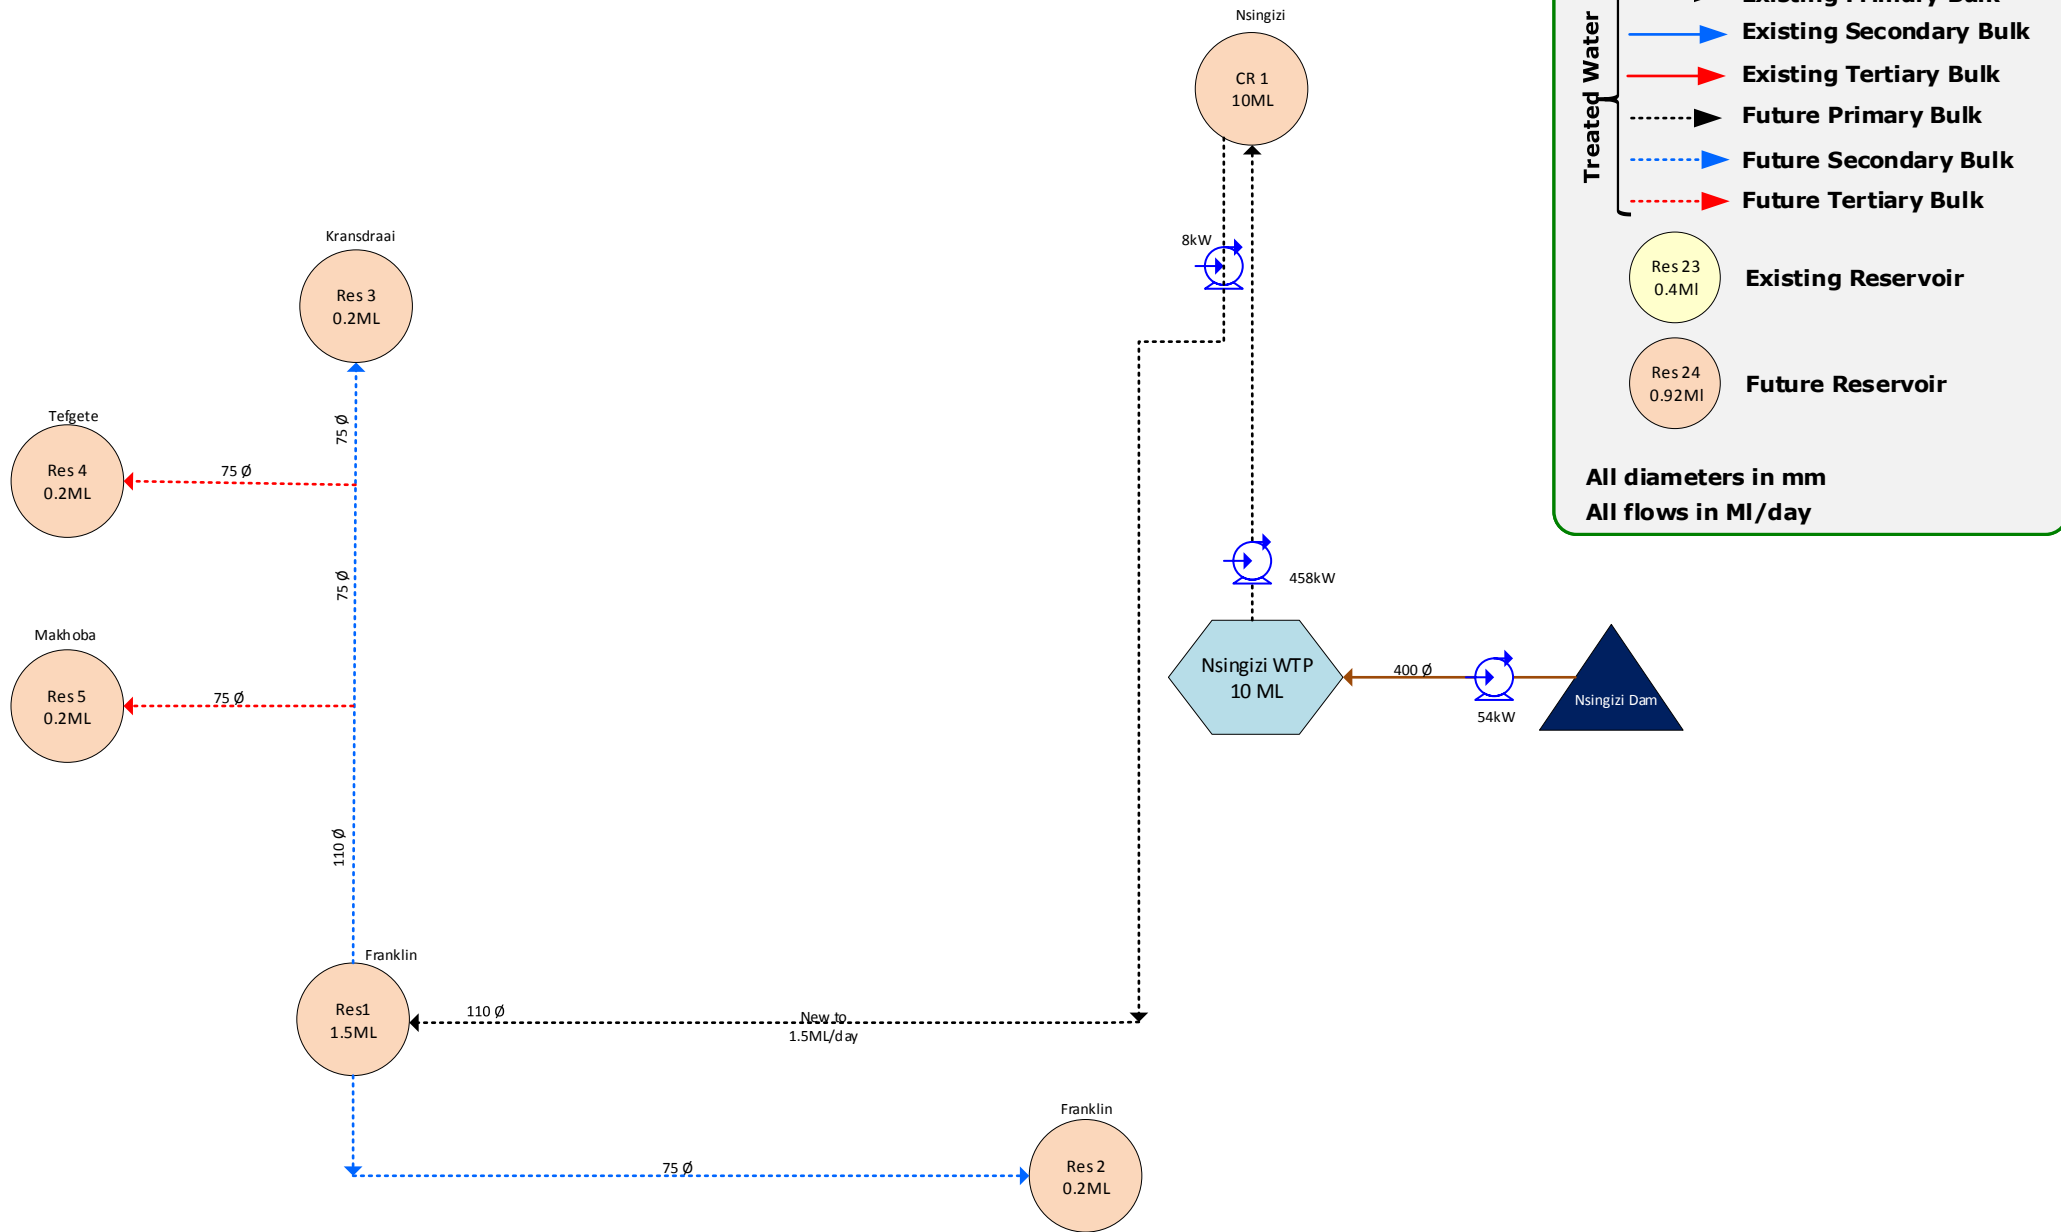 Nsingizi
CR 1
10ML
8kW
458kW
Nsingizi WTP
10 ML
400 Ø
54kW
Nsingizi Dam
Kransdraai
Res 3
0.2ML
75 Ø
Tefgete
Res 4
0.2ML
75 Ø
75 Ø
Makhoba
Res 5
0.2ML
75 Ø
110 Ø
Franklin
Res1
1.5ML
110 Ø
New to
1.5ML/day
Franklin
Res 2
0.2ML
75 Ø
Treated Water
Existing Primary Bulk
Existing Secondary Bulk
Existing Tertiary Bulk
Future Primary Bulk
Future Secondary Bulk
Future Tertiary Bulk
Res 23
0.4Ml
Existing Reservoir
Res 24
0.92Ml
Future Reservoir
All diameters in mm
All flows in Ml/day